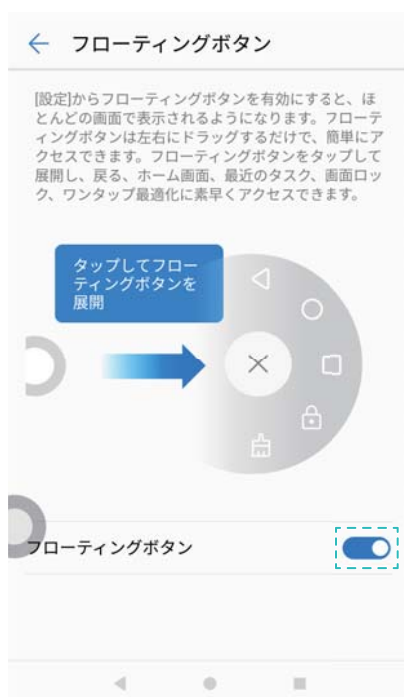 フローティングボタン
[設定]からフローティングボタンを有効にすると、ほ
とんどの画面で表示されるようになります。フローテ
ィングボタンは左右にドラッグするだけで、簡単にア
クセスできます。フローティングボタンをタップして
展開し、戻る、ホーム画面、最近のタスク、画面ロッ
ク、ワンタップ最適化に素早くアクセスできます。
タップしてフロー
ティングボタンを
展開
フローティングボタン